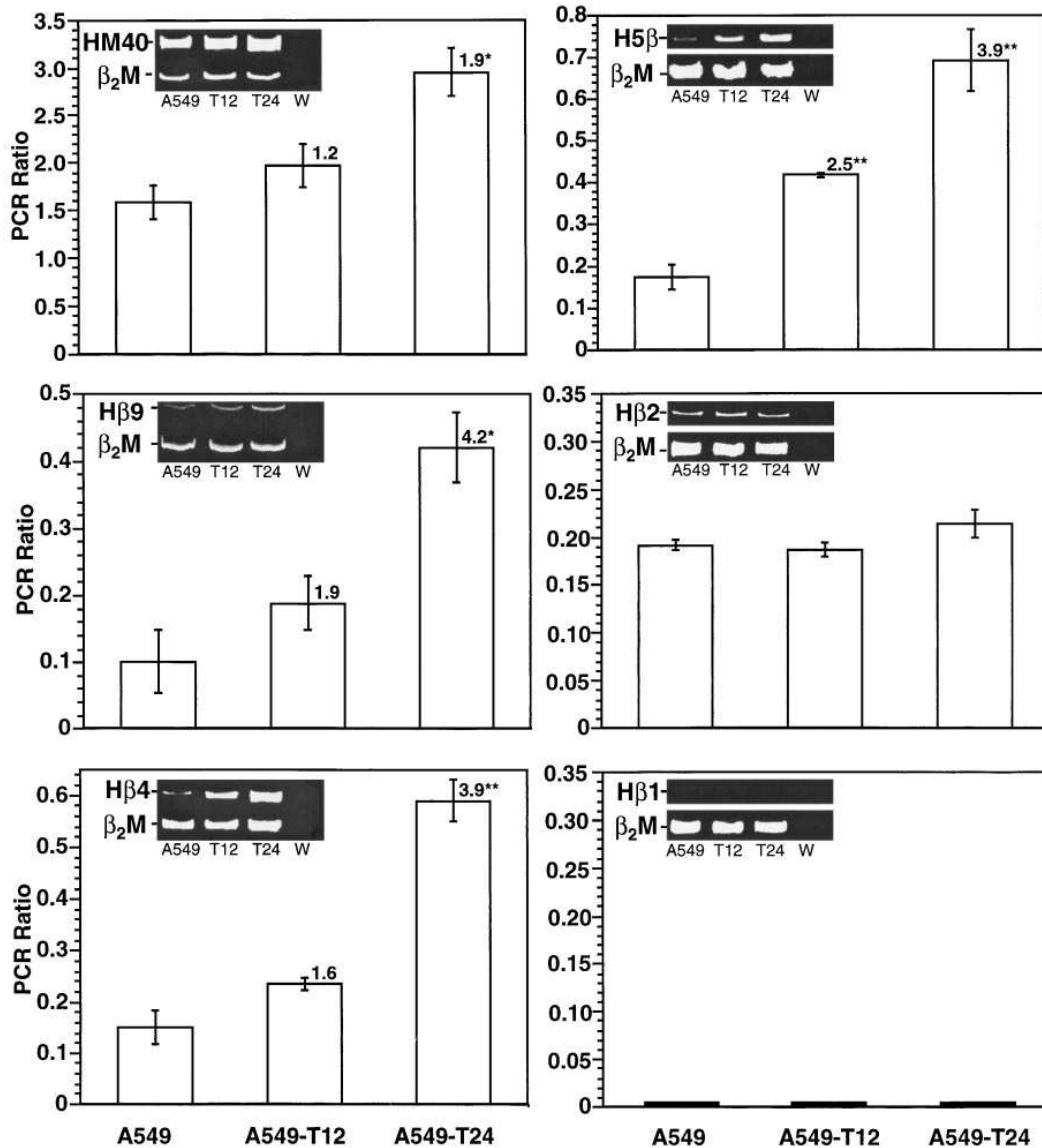 HM40
β2M
A549 T12 T24 W
PCR Ratio
3.5
3.0
5.5
2.0
1.5
1.0
5.5
0
1.2
1.9*
H5β
β2M
A549 T12 T24 W
0.8
0.7
0.6
0.5
0.4
0.3
0.2
0.1
0
2.5**
3.9**
Hβ9
β2M
A549 T12 T24 W
PCR Ratio
0.5
0.4
0.3
0.2
0.1
0
1.9
4.2*
Hβ2
β2M
A549 T12 T24 W
0.35
0.30
0.25
0.20
0.15
0.10
0.05
0
Hβ4
β2M
A549 T12 T24 W
PCR Ratio
0.6
0.5
0.4
0.3
0.2
0.1
0
1.6
3.9**
A549 A549-T12 A549-T24
Hβ1
β2M
A549 T12 T24 W
0.35
0.30
0.25
0.20
0.15
0.10
0.05
0
A549 A549-T12 A549-T24